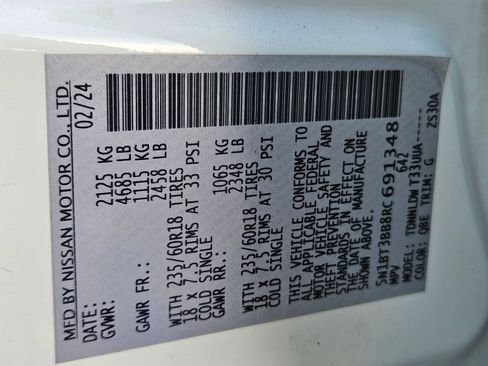 MFD BY NISSAN MOTOR CO., LTD.
DATE: 02/24
GVWR: 2125 KG
4685 LB
GAWR FR.: 1115 KG
2458 LB
WITH 235/60R18 TIRES
18 X 7.5 RIMS AT 33 PSI
COLD SINGLE
GAWR RR.: 1065 KG
2348 LB
WITH 235/60R18 TIRES
18 X 7.5 RIMS AT 30 PSI
COLD SINGLE
THIS VEHICLE CONFORMS TO
ALL APPLICABLE FEDERAL
MOTOR VEHICLE SAFETY AND
THEFT PREVENTION
STANDARDS IN EFFECT ON
THE DATE OF MANUFACTURE
SHOWN ABOVE.
5N1BT3BB8RC691348
MPV 642
MODEL: TDNNLDW T33UUA-----
COLOR: QBE TRIM: G ZS30A